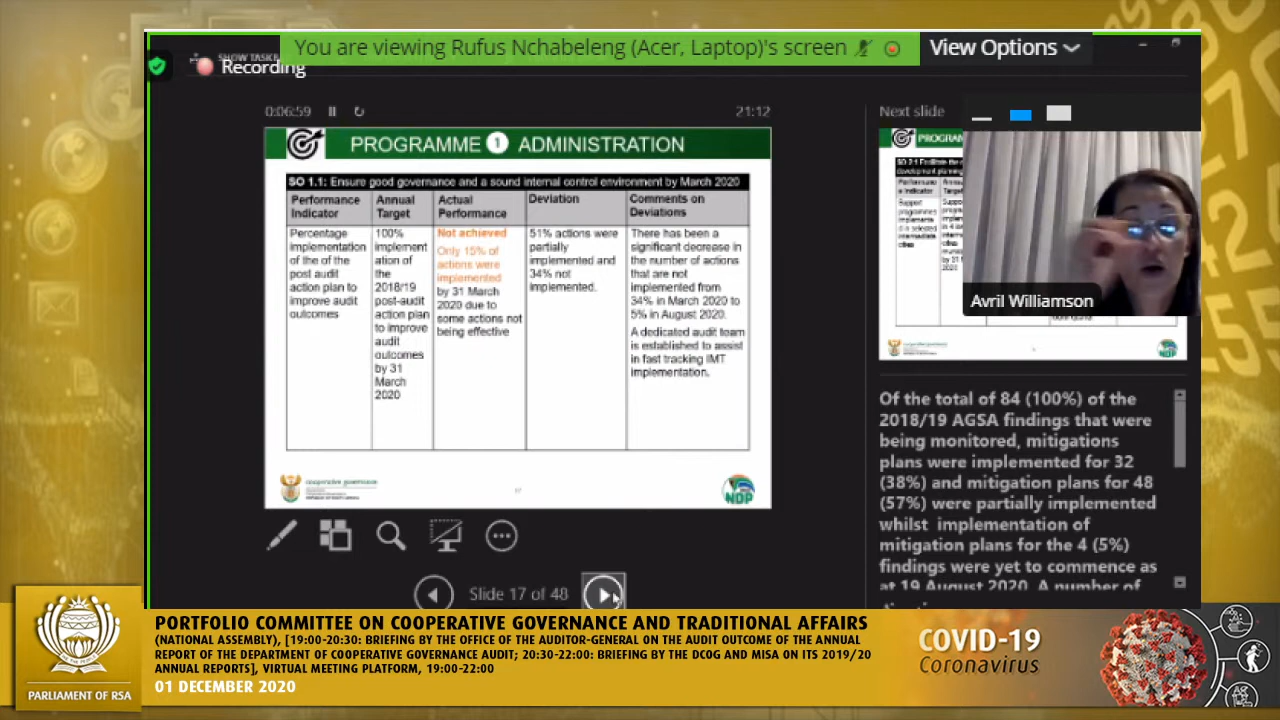 You are viewing Rufus Nchabeleng (Acer, Laptop)'s screen
View Options
Recording
0:06:59
21:12
Next slide
PROGRAMME 1 ADMINISTRATION
SO 1.1: Ensure good governance and a sound internal control environment by March 2020
Performance Indicator
Annual Target
Actual Performance
Deviation
Comments on Deviations
Percentage
implementation
of the of the
post audit
action plan to
improve audit
outcomes
100%
implement
ation of
the
2018/19
post-audit
action plan
to improve
audit
outcomes
by 31
March
2020
Not achieved
Only 15% of
actions were
implemented
by 31 March
2020 due to
some actions not
being effective
51% actions were
partially
implemented and
34% not
implemented.
There has been a
significant decrease in
the number of actions
that are not
implemented from
34% in March 2020 to
5% in August 2020.
A dedicated audit team
is established to assist
in fast tracking IMT
implementation.
cooperative governance
NDP
Avril Williamson
Of the total of 84 (100%) of the
2018/19 AGSA findings that were
being monitored, mitigations
plans were implemented for 32
(38%) and mitigation plans for 48
(57%) were partially implemented
whilst implementation of
mitigation plans for the 4 (5%)
findings were yet to commence as
at 19 August 2020. A number of
Slide 17 of 48
PARLIAMENT OF RSA
PORTFOLIO COMMITTEE ON COOPERATIVE GOVERNANCE AND TRADITIONAL AFFAIRS
(NATIONAL ASSEMBLY), [19:00-20:30: BRIEFING BY THE OFFICE OF THE AUDITOR-GENERAL ON THE AUDIT OUTCOME OF THE ANNUAL
REPORT OF THE DEPARTMENT OF COOPERATIVE GOVERNANCE AUDIT; 20:30-22:00: BRIEFING BY THE DCOG AND MISA ON ITS 2019/20
ANNUAL REPORTS], VIRTUAL MEETING PLATFORM, 19:00-22:00
01 DECEMBER 2020
COVID-19
Coronavirus